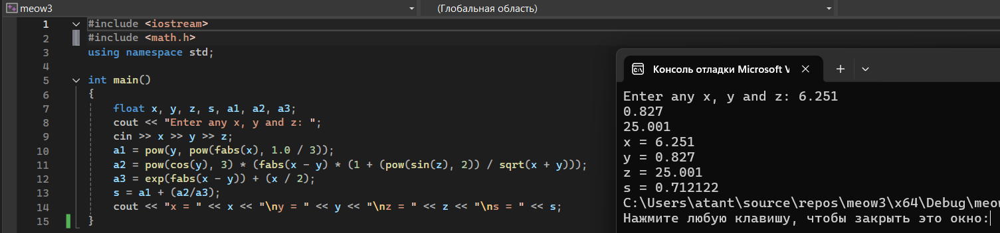 meow3
(Глобальная область)
1 #include <iostream>
2 #include <math.h>
3 using namespace std;
4
5 int main()
6 {
7 float x, y, z, s, a1, a2, a3;
8 cout << "Enter any x, y and z: ";
9 cin >> x >> y >> z;
10 a1 = pow(y, pow(fabs(x), 1.0 / 3));
11 a2 = pow(cos(y), 3) * (fabs(x - y) * (1 + (pow(sin(z), 2)) / sqrt(x + y)));
12 a3 = exp(fabs(x - y)) + (x / 2);
13 s = a1 + (a2/a3);
14 cout << "x = " << x << "\ny = " << y << "\nz = " << z << "\ns = " << s;
15 }
Консоль отладки Microsoft V
Enter any x, y and z: 6.251
0.827
25.001
x = 6.251
y = 0.827
z = 25.001
s = 0.712122
C:\Users\atant\source\repos\meow3\x64\Debug\meow
Нажмите любую клавишу, чтобы закрыть это окно: